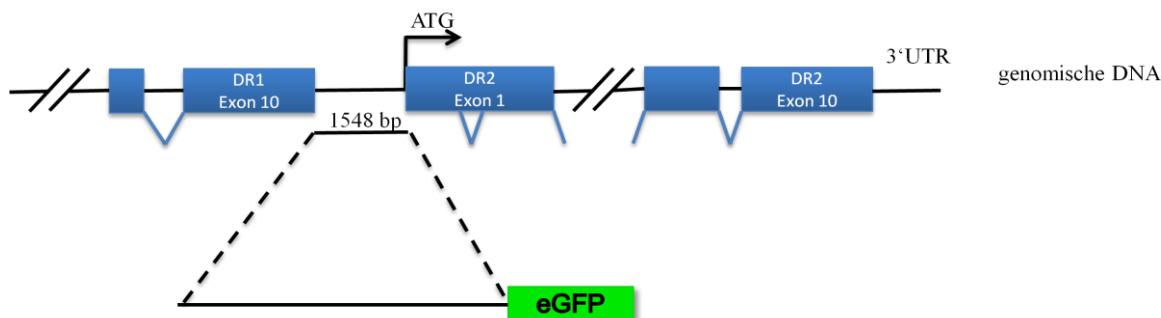 ATG
DR1
Exon 10
DR2
Exon 1
DR2
Exon 10
3‘UTR
genomische DNA
1548 bp
eGFP